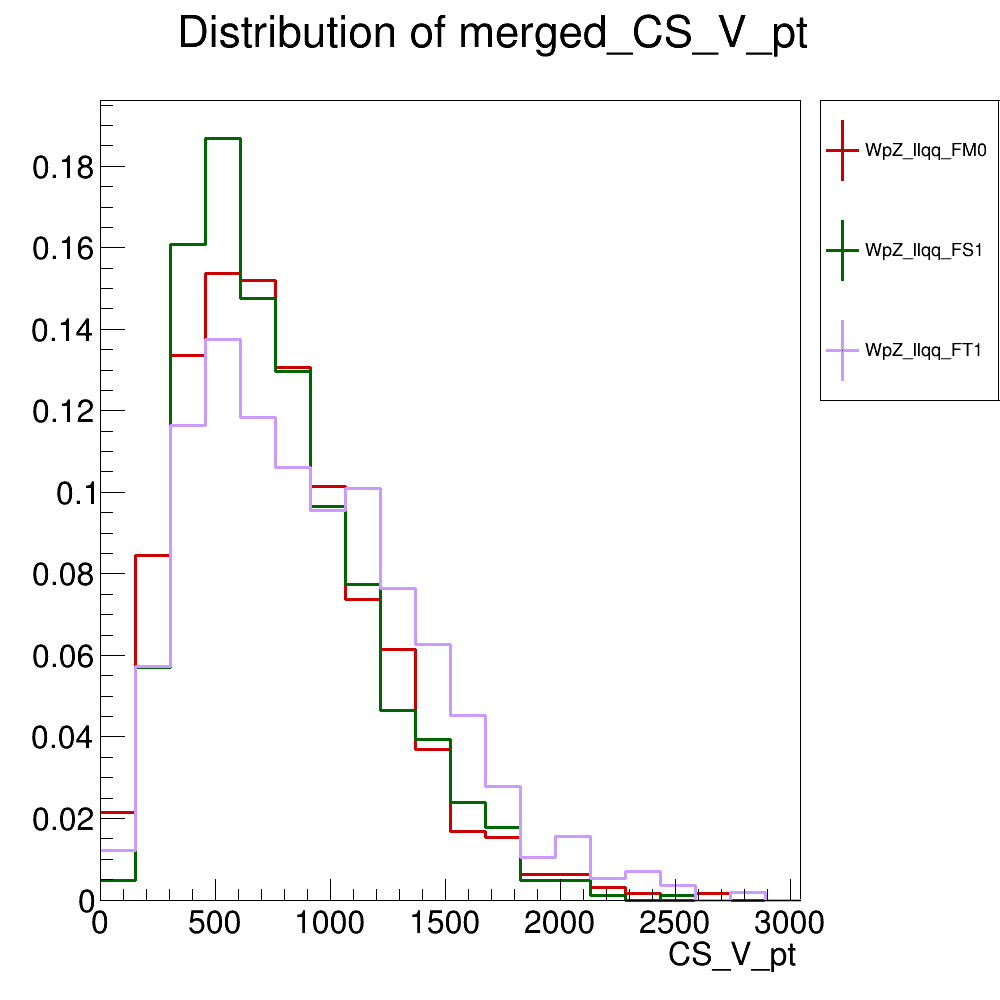 Distribution of merged_CS_V_pt
WpZ_llqq_FM0
WpZ_llqq_FS1
WpZ_llqq_FT1
0.18
0.16
0.14
0.12
0.1
0.08
0.06
0.04
0.02
0
0 500 1000 1500 2000 2500 3000
CS_V_pt